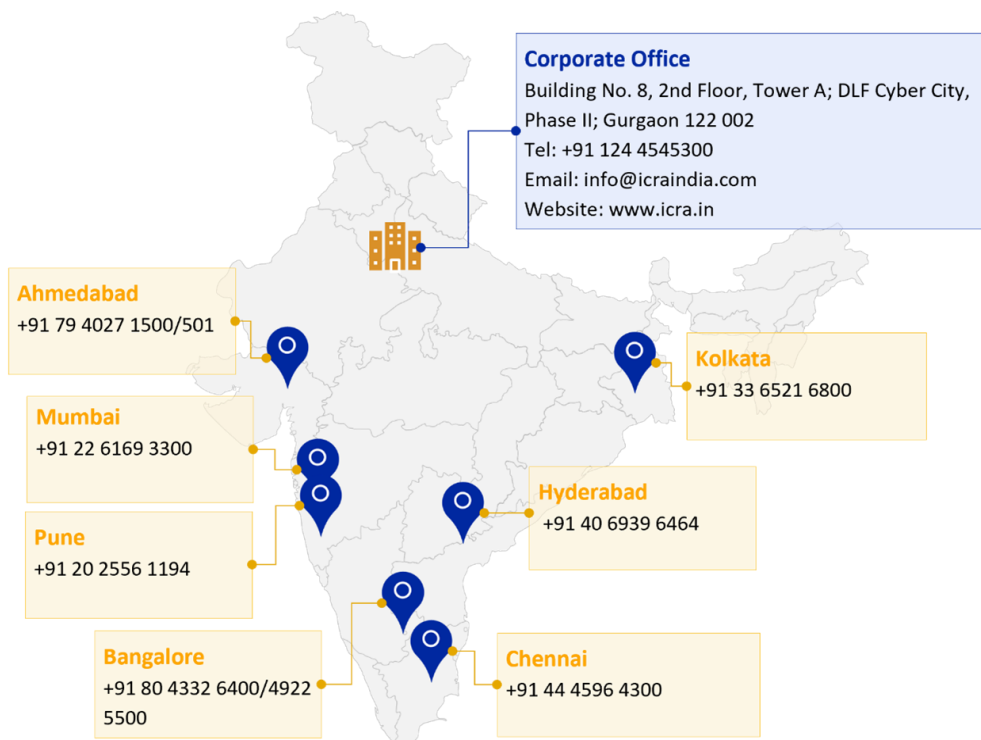 Corporate Office
Building No. 8, 2nd Floor, Tower A; DLF Cyber City,
Phase II; Gurgaon 122 002
Tel: +91 124 4545300
Email: info@icraindia.com
Website: www.icra.in
Ahmedabad
+91 79 4027 1500/501
Kolkata
+91 33 6521 6800
Mumbai
+91 22 6169 3300
Hyderabad
+91 40 6939 6464
Pune
+91 20 2556 1194
Bangalore
+91 80 4332 6400/4922
5500
Chennai
+91 44 4596 4300